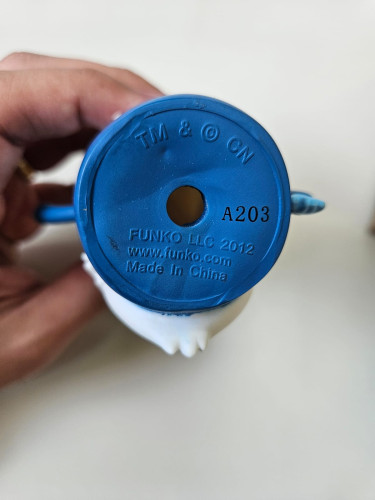 TM & © CN
A203
FUNKO LLC 2012
www.funko.com
Made In China